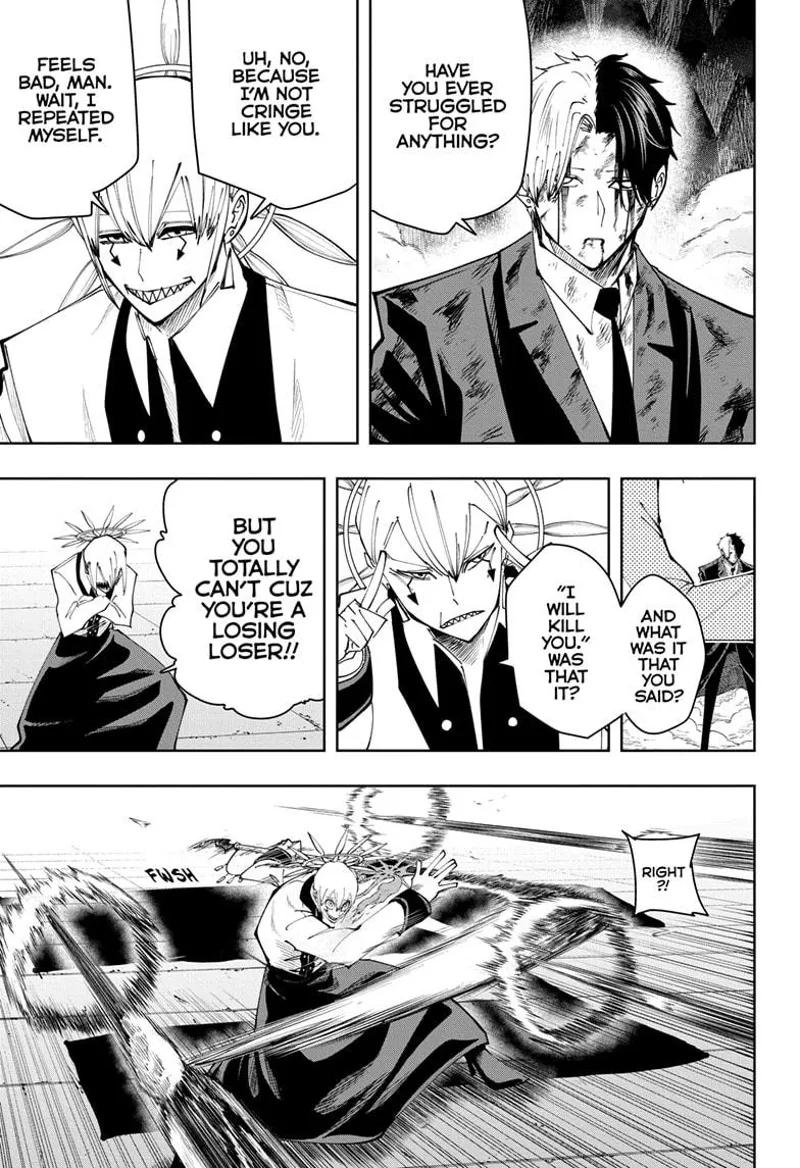 HAVE
YOU EVER
STRUGGLED
FOR
ANYTHING?
UH, NO,
BECAUSE
I'M NOT
CRINGE
LIKE YOU.
FEELS
BAD, MAN.
WAIT, I
REPEATED
MYSELF.
AND
WHAT
WAS IT
THAT
YOU
SAID?
"I
WILL
KILL
YOU."
WAS
THAT
IT?
BUT
YOU
TOTALLY
CAN'T CUZ
YOU'RE A
LOSING
LOSER!!
RIGHT
?!
FWSH